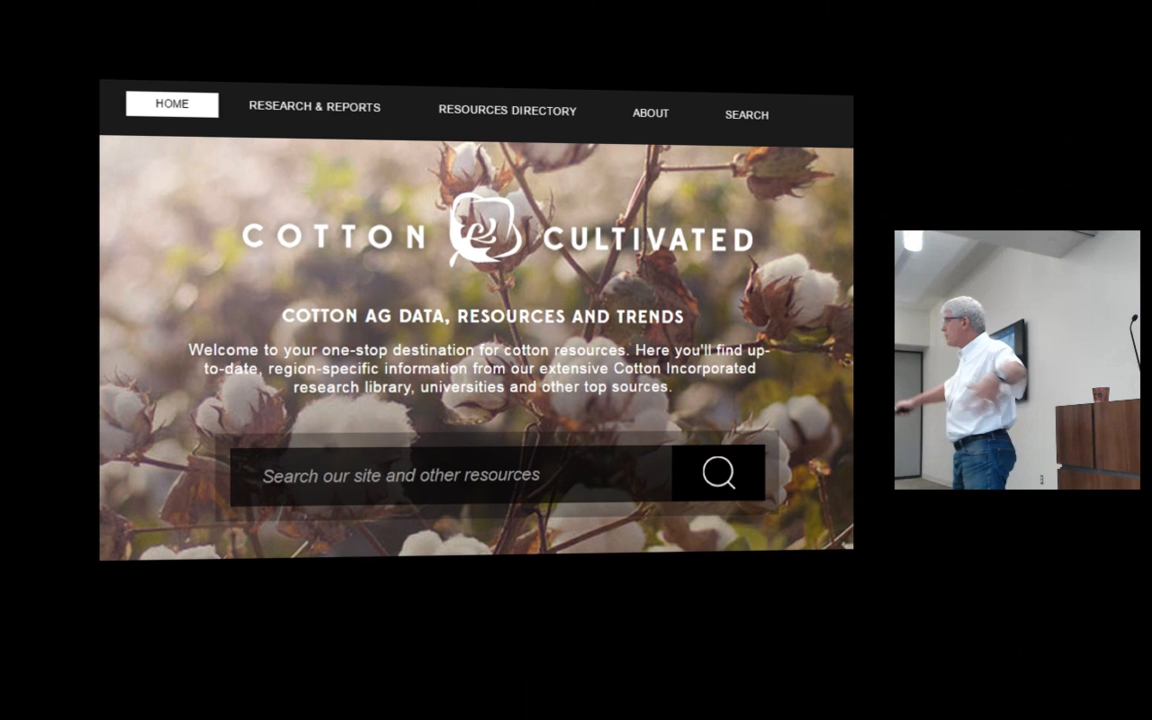 HOME RESEARCH & REPORTS RESOURCES DIRECTORY ABOUT SEARCH
COTTON CULTIVATED
COTTON AG DATA, RESOURCES AND TRENDS
Welcome to your one-stop destination for cotton resources. Here you'll find up-
to-date, region-specific information from our extensive Cotton Incorporated
research library, universities and other top sources.
Search our site and other resources